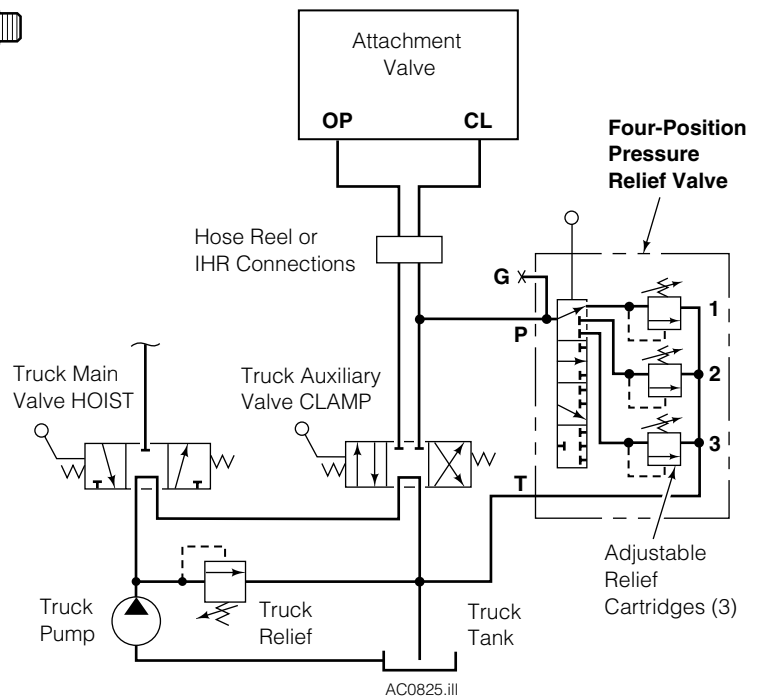 Attachment
Valve
OP
CL
Four-Position
Pressure
Relief Valve
Hose Reel or
IHR Connections
G
P
1
2
3
T
Truck Main
Valve HOIST
Truck Auxiliary
Valve CLAMP
Adjustable
Relief
Cartridges (3)
Truck
Pump
Truck
Relief
Truck
Tank
AC0825.ill